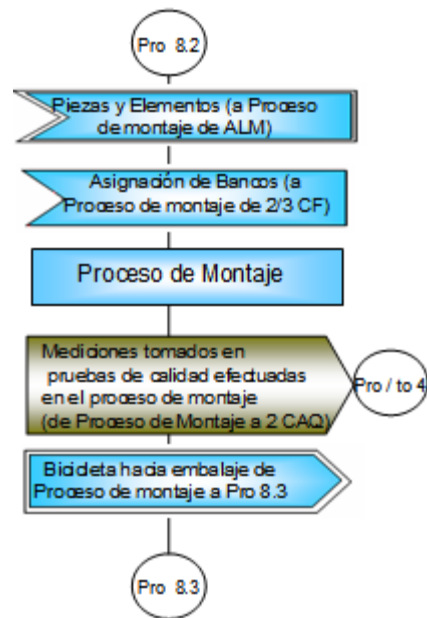 Pro 8.2
Piezas y Elementos (a Proceso
de montaje de ALM)
Asignación de Bancos (a
Proceso de montaje de 2/3 CF)
Proceso de Montaje
Mediciones tomados en
pruebas de calidad efectuadas
en el proceso de montaje
(de Proceso de Montaje a 2 CAQ)
Pro / to 4
Bicicleta hacia embalaje de
Proceso de montaje a Pro 8.3
Pro 8.3